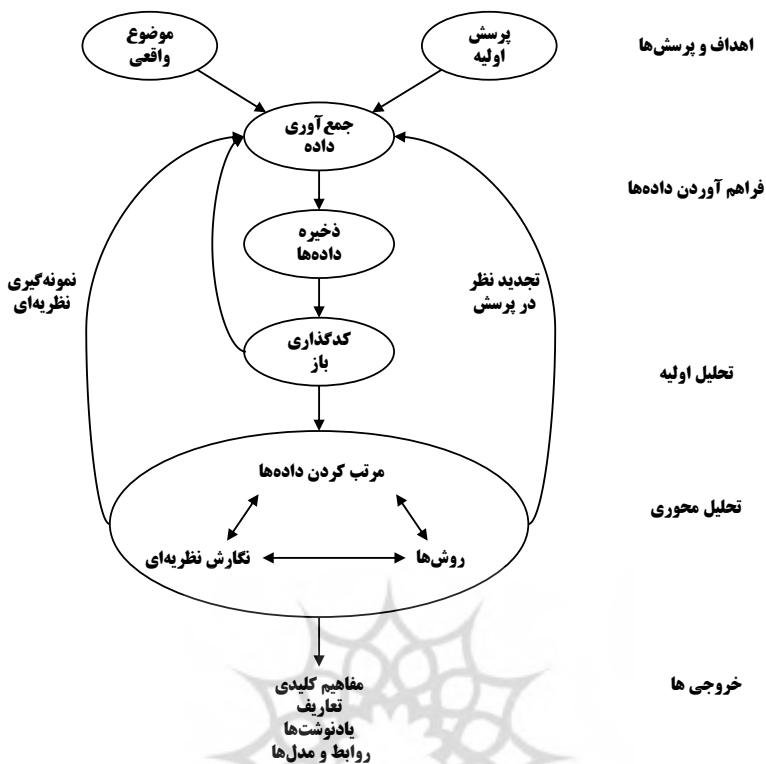 اهداف و پرسش‌ها
پرسش
اولیه
موضوع
واقعی
جمع‌آوری
داده
فراهم آوردن داده‌ها
ذخیره
داده‌ها
تجدید نظر
در پرسش
نمونه‌گیری
نظریه‌ای
کدگذاری
باز
تحلیل اولیه
مرتب کردن داده‌ها
تحلیل محوری
روش‌ها
نگارش نظریه‌ای
خروجی ها
مفاهیم کلیدی
تعاریف
یادنوشت‌ها
روابط و مدل‌ها